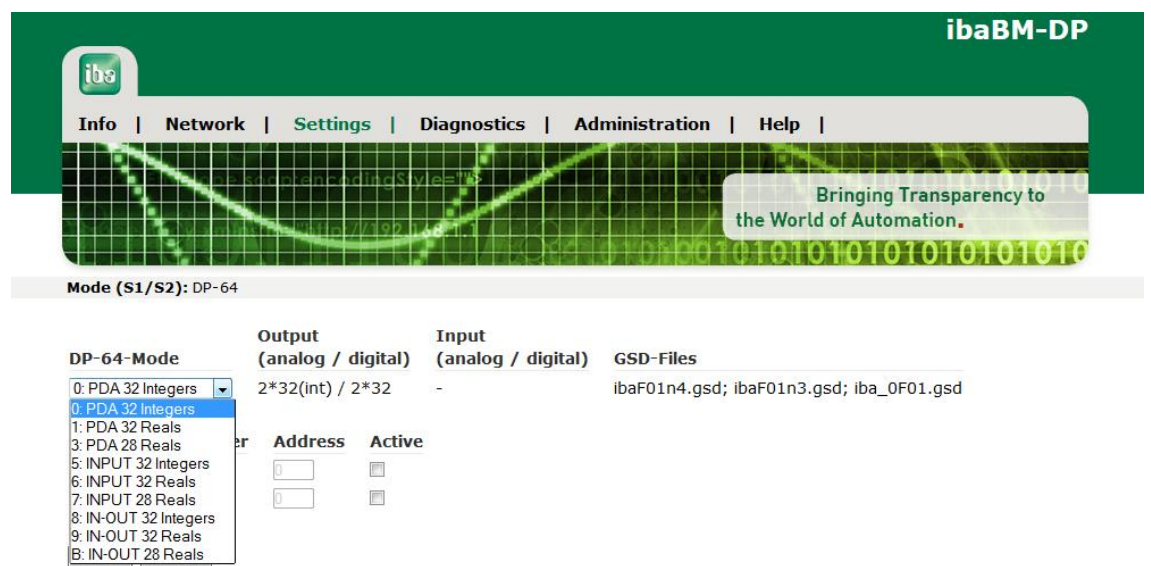 ibaBM-DP
iba
Info | Network | Settings | Diagnostics | Administration | Help |
Bringing Transparency to
the World of Automation.
Mode (S1/S2): DP-64
Output Input
DP-64-Mode (analog / digital) (analog / digital) GSD-Files
0: PDA 32 Integers 2*32(int) / 2*32 - ibaF01n4.gsd; ibaF01n3.gsd; iba_0F01.gsd
0: PDA 32 Integers
1: PDA 32 Reals
3: PDA 28 Reals
er Address Active
5: INPUT 32 Integers
0
6: INPUT 32 Reals
7: INPUT 28 Reals
0
8: IN-OUT 32 Integers
9: IN-OUT 32 Reals
B: IN-OUT 28 Reals